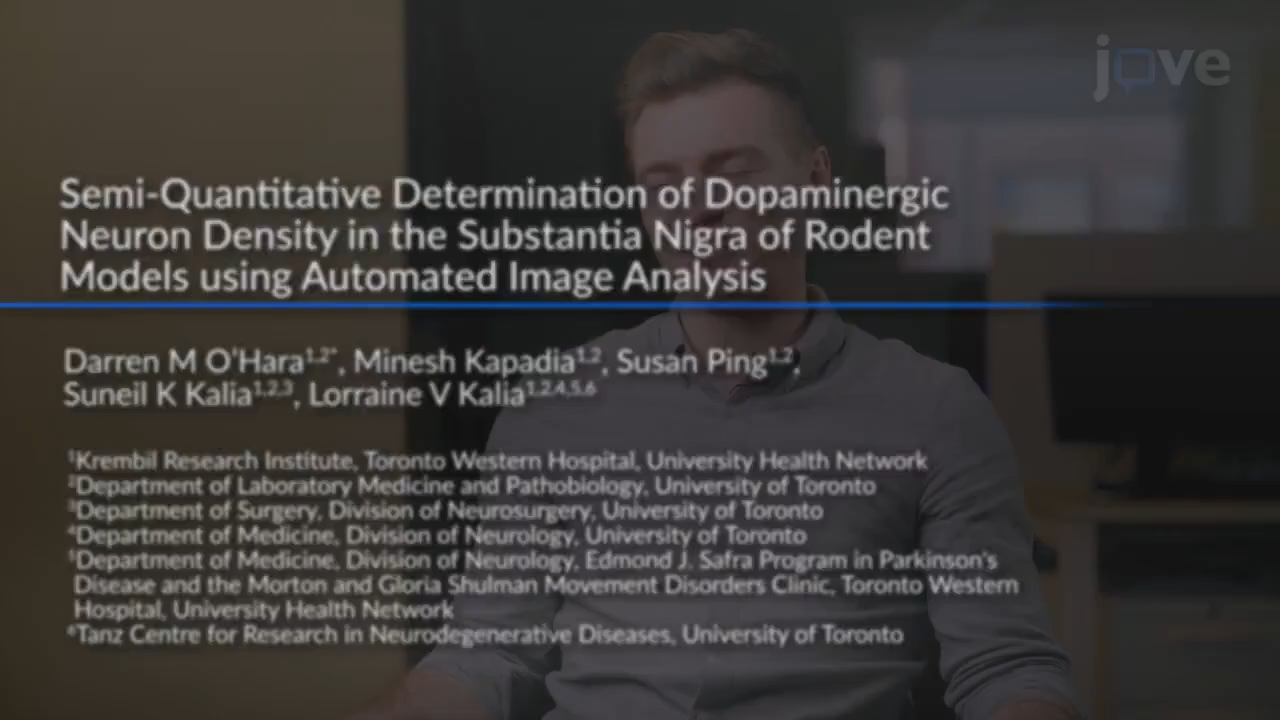 jove
Semi-Quantitative Determination of Dopaminergic
Neuron Density in the Substantia Nigra of Rodent
Models using Automated Image Analysis
Darren M O'Hara¹,²*, Minesh Kapadia¹,², Susan Ping¹,²,
Suneil K Kalia¹,²,³, Lorraine V Kalia¹,²,⁴,⁵,⁶
¹Krembil Research Institute, Toronto Western Hospital, University Health Network
²Department of Laboratory Medicine and Pathobiology, University of Toronto
³Department of Surgery, Division of Neurosurgery, University of Toronto
⁴Department of Medicine, Division of Neurology, University of Toronto
⁵Department of Medicine, Division of Neurology, Edmond J. Safra Program in Parkinson's
Disease and the Morton and Gloria Shulman Movement Disorders Clinic, Toronto Western
Hospital, University Health Network
⁶Tanz Centre for Research in Neurodegenerative Diseases, University of Toronto